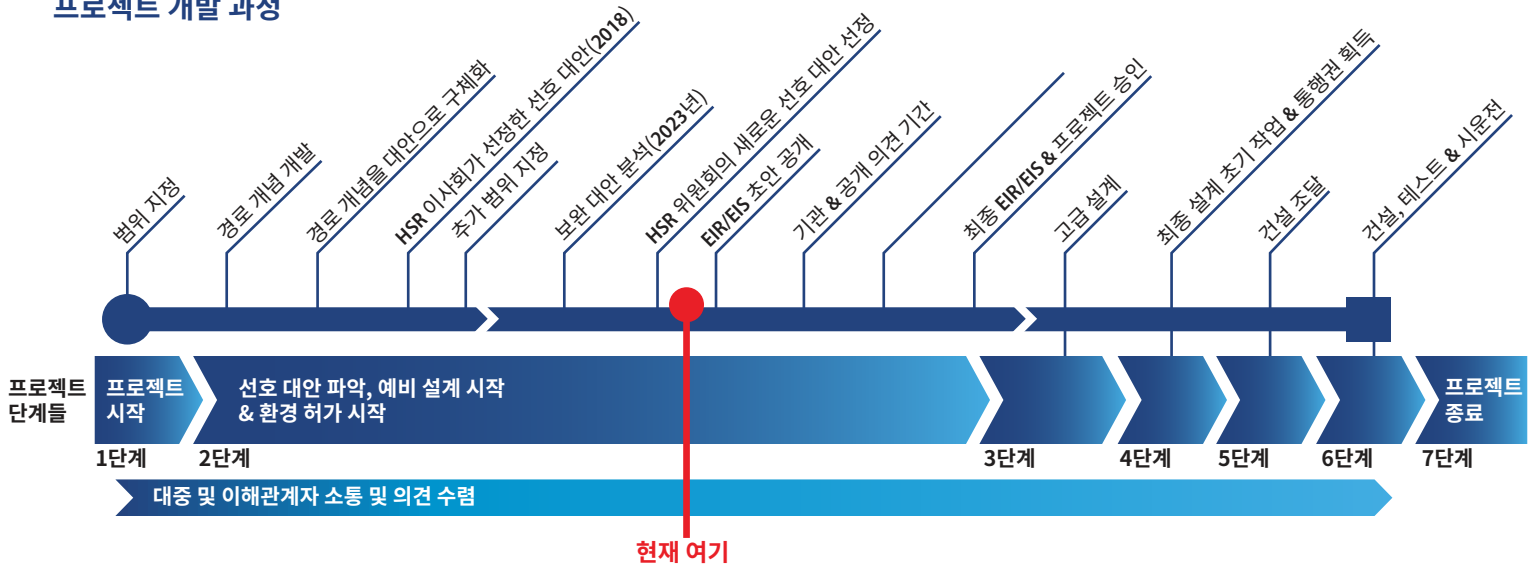 프로젝트 개발 과정
범위 지정
경로 개념 개발
경로 개념을 대안으로 구체화
HSR 이사회가 선정한 선호 대안(2018)
추가 범위 지정
보완 대안 분석(2023년)
HSR 위원회의 새로운 선호 대안 선정
EIR/EIS 초안 공개
기관 & 공개 의견 기간
최종 EIR/EIS & 프로젝트 승인
고급 설계
최종 설계 초기 작업 & 통행권 획득
건설 조달
건설, 테스트 & 시운전
프로젝트
단계들
프로젝트
시작
선호 대안 파악, 예비 설계 시작
& 환경 허가 시작
프로젝트
종료
1단계
2단계
3단계
4단계
5단계
6단계
7단계
대중 및 이해관계자 소통 및 의견 수렴
현재 여기